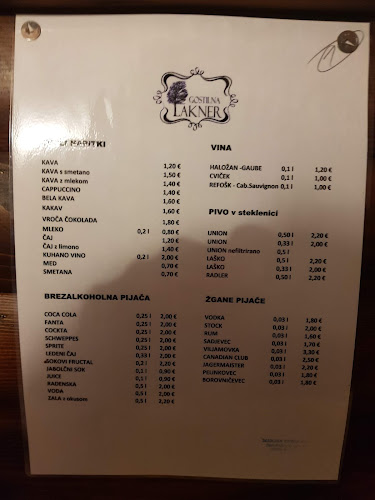 GOSTILNA
LAKNER
NAPITKI
KAVA 1,20 €
KAVA s smetano 1,50 €
KAVA z mlekom 1,40 €
CAPPUCCINO 1,40 €
BELA KAVA 1,60 €
KAKAV 1,60 €
VROČA ČOKOLADA 1,80 €
MLEKO 0,2 l 0,80 €
ČAJ 1,20 €
ČAJ z limono 1,40 €
KUHANO VINO 0,2 l 2,00 €
MED 0,70 €
SMETANA 0,70 €
BREZALKOHOLNA PIJAČA
COCA COLA 0,25 l 2,00 €
FANTA 0,25 l 2,00 €
COCKTA 0,25 l 2,00 €
SCHWEPPES 0,25 l 2,00 €
SPRITE 0,25 l 2,00 €
LEDENI ČAJ 0,33 l 2,00 €
SOKOVI FRUCTAL 0,2 l 2,20 €
JABOLČNI SOK 0,1 l 0,90 €
JUICE 0,1 l 0,90 €
RADENSKA 0,5 l 2,00 €
VODA 0,5 l 2,00 €
ZALA z okusom 0,5 l 2,20 €
VINA
HALOŽAN -GAUBE 0,1 l 1,20 €
CVIČEK 0,1 l 1,00 €
REFOŠK - Cab.Sauvignon 0,1 l 1,00 €
PIVO v steklenici
UNION 0,50 l 2,20 €
UNION 0,33 l 2,00 €
UNION nefiltrirano 0,5 l
LAŠKO 0,5 l 2,20 €
LAŠKO 0,33 l 2,00 €
RADLER 0,50 l 2,20 €
ŽGANE PIJAČE
VODKA 0,03 l 1,80 €
STOCK 0,03 l 2,00 €
RUM 0,03 l 1,60 €
SADJEVEC 0,03 l 1,70 €
VILJAMOVKA 0,03 l 3,30 €
CANADIAN CLUB 0,03 l 2,50 €
JAGERMAISTER 0,03 l 2,20 €
PELINKOVEC 0,03 l 1,80 €
BOROVNIČEVEC 0,03 l 1,80 €